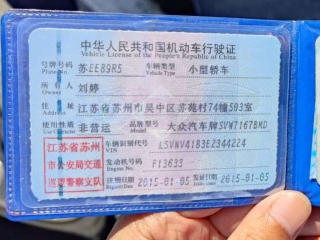 中华人民共和国机动车行驶证
Vehicle License of the People's Republic of China
号牌号码 苏EE89R5 车辆类型 小型轿车
Plate No. Vehicle Type
所有人 刘婷
Owner
住址 江苏省苏州市吴中区苏苑村74幢503室
Address
使用性质 非营运 品牌型号 大众汽车牌SVW7167BMD
Use Character Model
江苏省苏州
市公安局交通
巡逻警察支队
车辆识别代号 LSVNV41B3E2344224
VIN
发动机号码 F13633
Engine No.
注册日期 2015-01-05 发证日期 2015-01-05
Register Date Issue Date